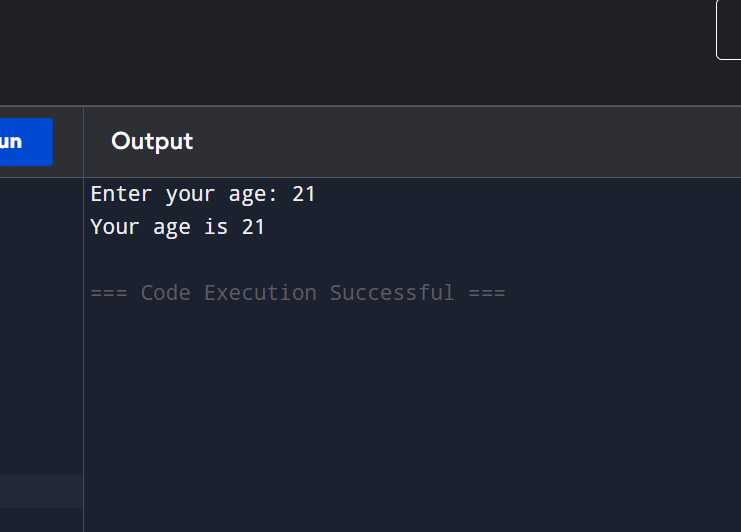 un
Output
Enter your age: 21
Your age is 21
=== Code Execution Successful ===